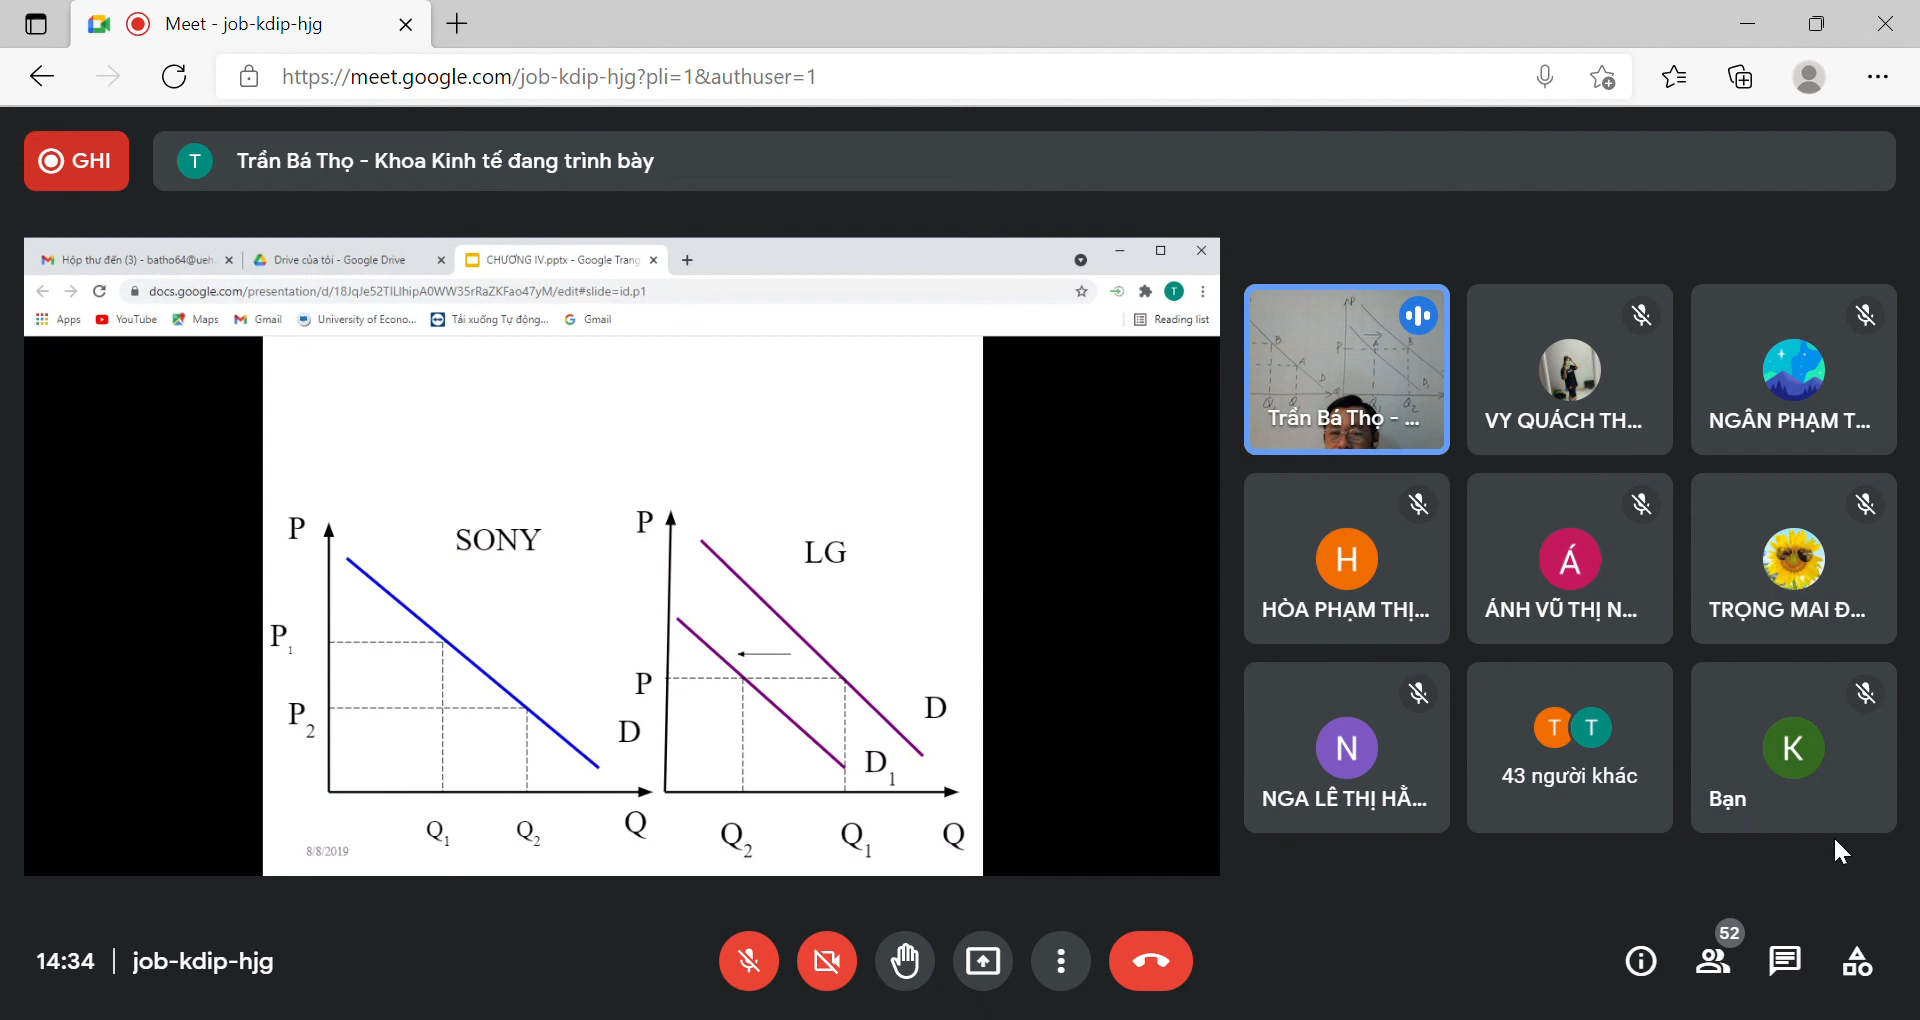 Meet - job-kdip-hjg
https://meet.google.com/job-kdip-hjg?pli=1&authuser=1
GHI
T
Trần Bá Thọ - Khoa Kinh tế đang trình bày
Hộp thư đến (3) - batho64@ueh.
Drive của tôi - Google Drive
CHƯƠNG IV.pptx - Google Trang
docs.google.com/presentation/d/18JqJe52TlLlhipA0WW35rRaZKFao47yM/edit#slide=id.p1
T
Apps
YouTube
Maps
Gmail
University of Econo...
Tải xuống Tự động...
Gmail
Reading list
P
SONY
P1
P2
D
Q1
Q2
Q
8/8/2019
P
LG
P
D
D1
Q2
Q1
Q
Trần Bá Thọ - ...
VY QUÁCH TH...
NGÂN PHẠM T...
H
HÒA PHẠM THỊ...
Á
ÁNH VŨ THỊ N...
TRỌNG MAI Đ...
N
NGA LÊ THỊ HẰ...
T T
43 người khác
K
Bạn
14:34 | job-kdip-hjg
52